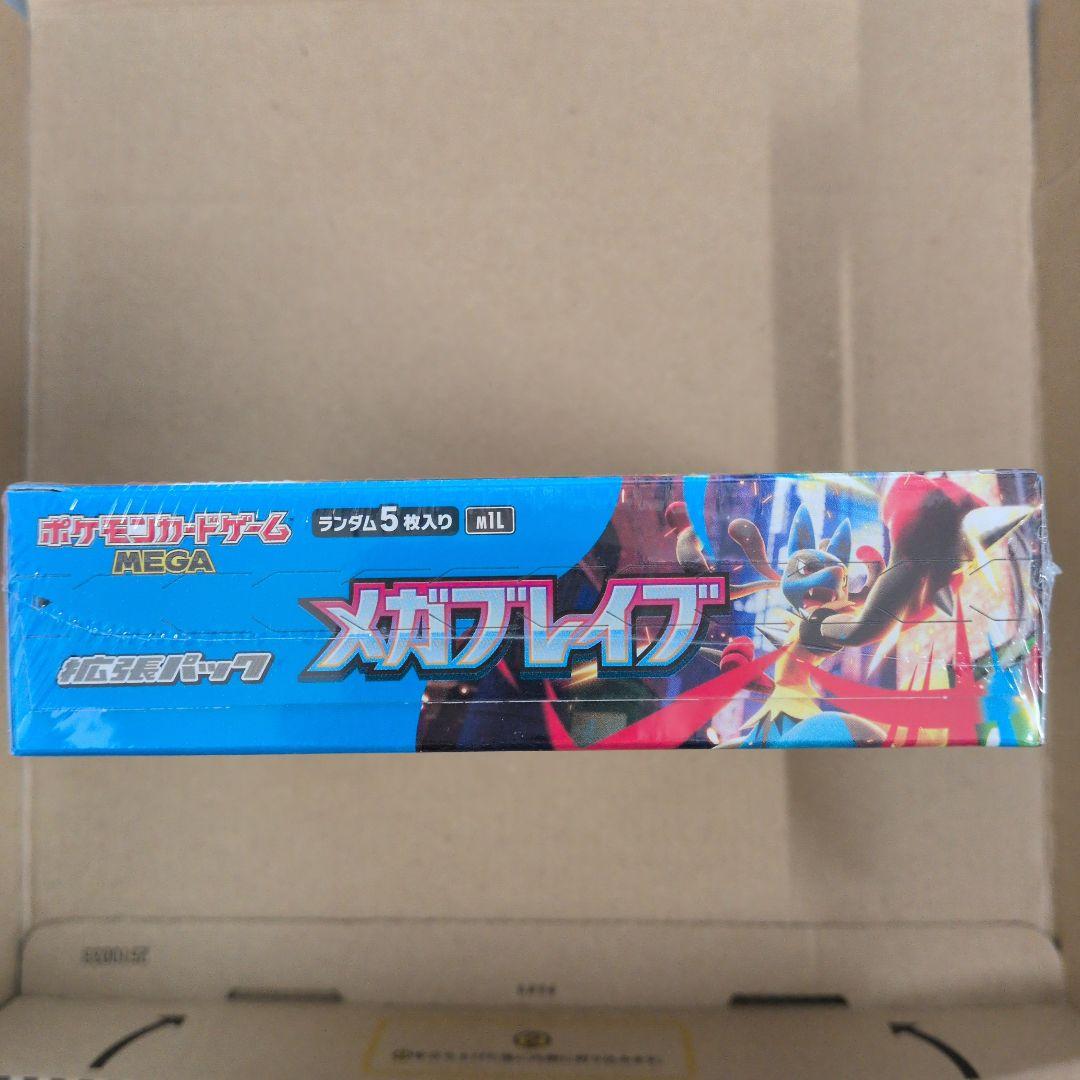 ポケモンカードゲーム
MEGA
ランダム5枚入り M1L
メガブレイブ
拡張パック